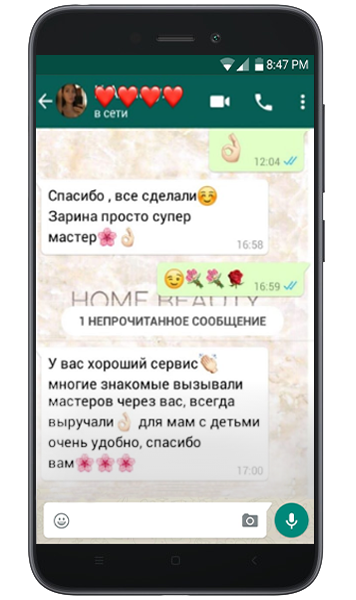 8:47 PM
в сети
12:04
Спасибо , все сделали😊
Зарина просто супер
мастер🌸👌🏻
16:58
😉🌹🌹🌹
16:59
HOME BEAUTY
1 НЕПРОЧИТАННОЕ СООБЩЕНИЕ
У вас хороший сервис👏🏻
многие знакомые вызывали
мастеров через вас, всегда
выручали👌🏻 для мам с детьми
очень удобно, спасибо
вам🌸🌸🌸
17:00